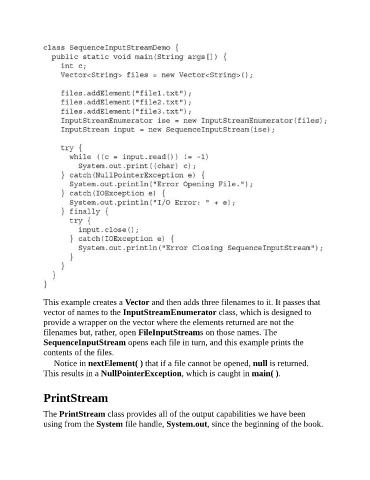 class SequenceInputStreamDemo {
public static void main(String args[]) {
int c;
Vector<String> files = new Vector<String>();
files.addElement("file1.txt");
files.addElement("file2.txt");
files.addElement("file3.txt");
InputStreamEnumerator ise = new InputStreamEnumerator(files);
InputStream input = new SequenceInputStream(ise);
try {
while ((c = input.read()) != -1)
System.out.print((char) c);
} catch(NullPointerException e) {
System.out.println("Error Opening File.");
} catch(IOException e) {
System.out.println("I/O Error: " + e);
} finally {
try {
input.close();
} catch(IOException e) {
System.out.println("Error Closing SequenceInputStream");
}
}
}
}
This example creates a Vector and then adds three filenames to it. It passes that
vector of names to the InputStreamEnumerator class, which is designed to
provide a wrapper on the vector where the elements returned are not the
filenames but, rather, open FileInputStreams on those names. The
SequenceInputStream opens each file in turn, and this example prints the
contents of the files.
Notice in nextElement( ) that if a file cannot be opened, null is returned.
This results in a NullPointerException, which is caught in main( ).
PrintStream
The PrintStream class provides all of the output capabilities we have been
using from the System file handle, System.out, since the beginning of the book.